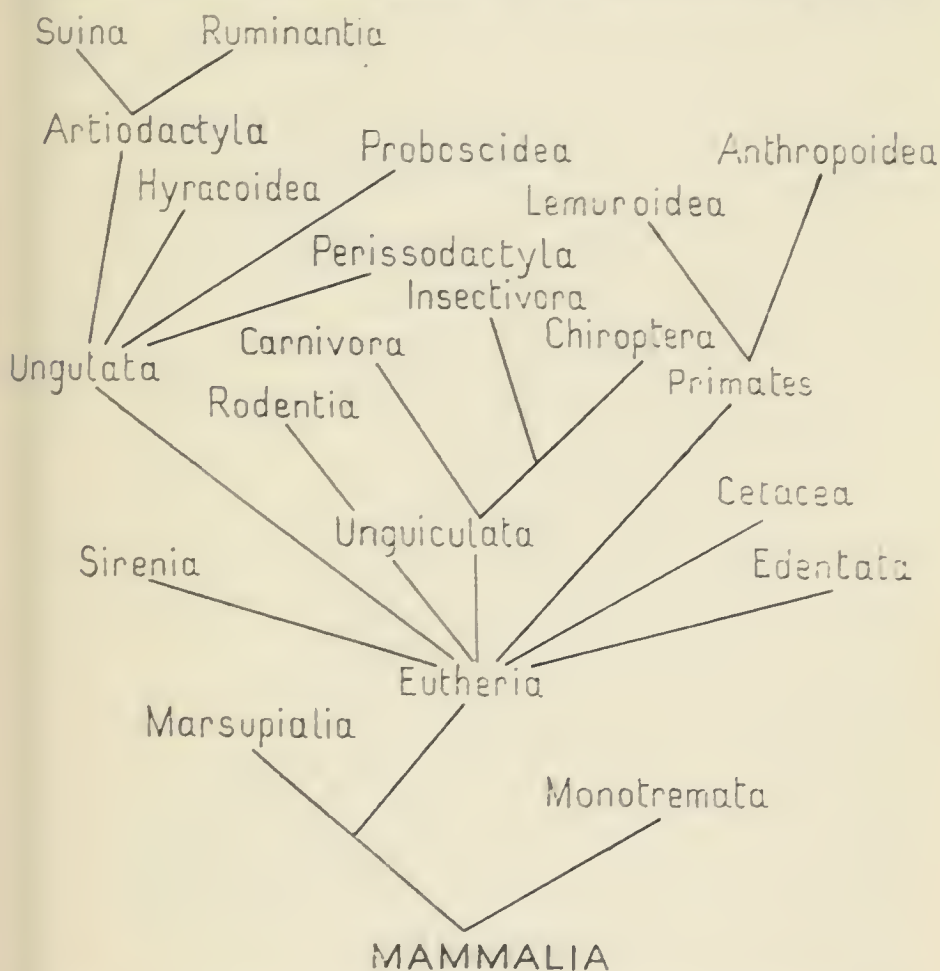 Suina Ruminantia
Artiodactyla
Proboscidea
Anthropoidea
Hyracoidea
Lemuroidea
Perissodactyla
Insectivora
Carnivora
Chiroptera
Ungulata
Primates
Rodentia
Cetacea
Unguiculata
Sirenia
Edentata
Eutheria
Marsupialia
Monotremata
MAMMALIA